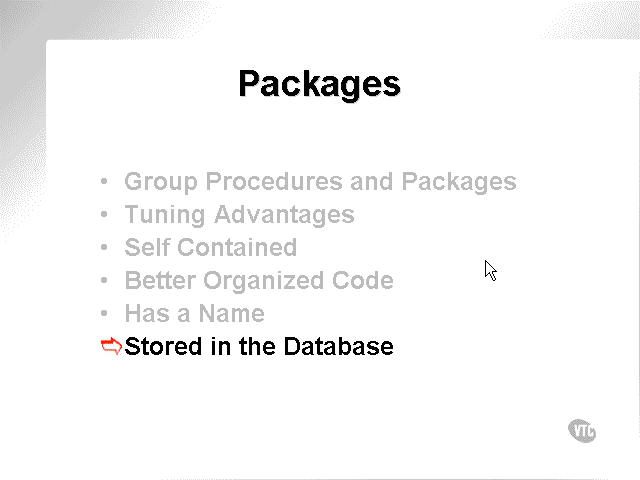 Packages
• Group Procedures and Packages
• Tuning Advantages
• Self Contained
• Better Organized Code
• Has a Name
Stored in the Database
VTC